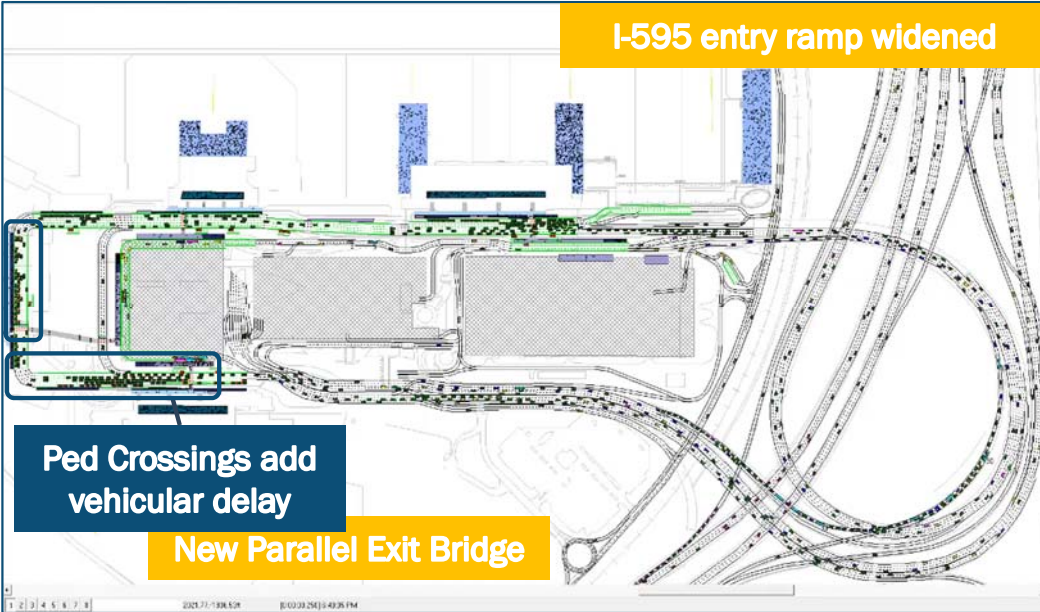 I-595 entry ramp widened
Ped Crossings add
vehicular delay
New Parallel Exit Bridge
1 2 3 4 5 6 7 8